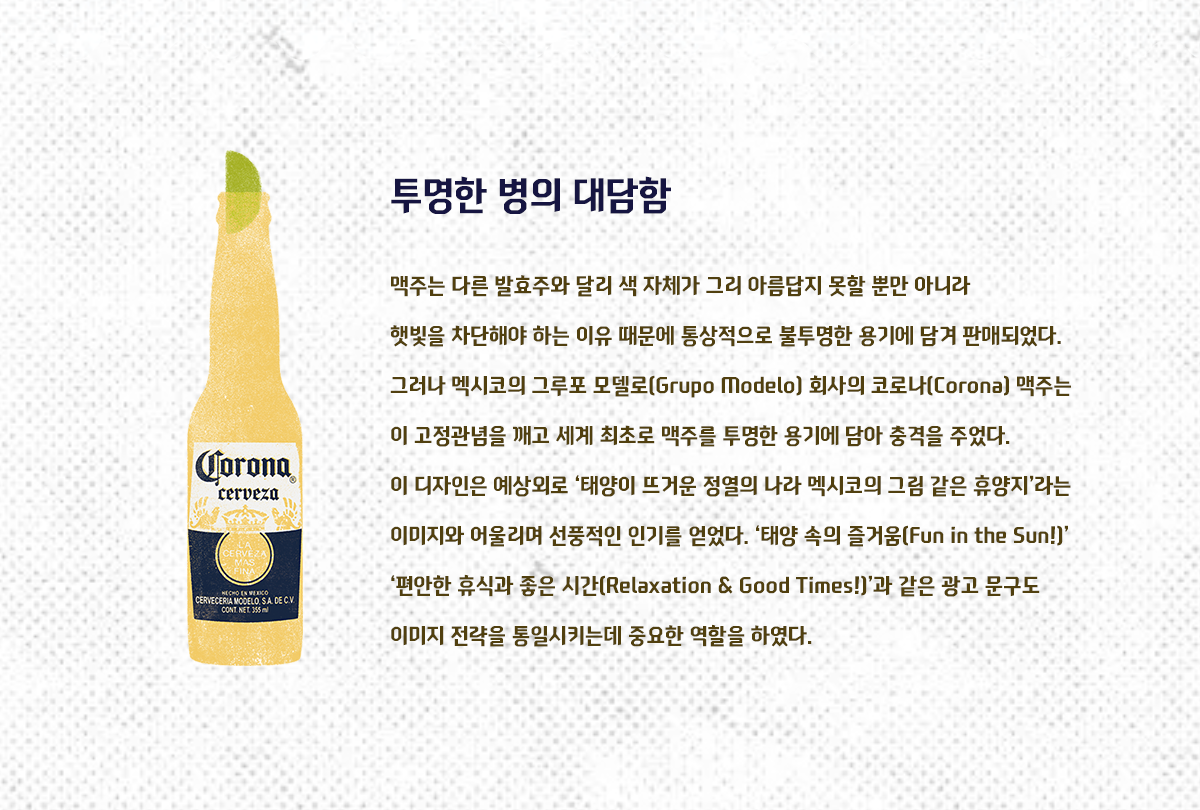 투명한 병의 대담함
맥주는 다른 발효주와 달리 색 자체가 그리 아름답지 못할 뿐만 아니라
햇빛을 차단해야 하는 이유 때문에 통상적으로 불투명한 용기에 담겨 판매되었다.
그러나 멕시코의 그루포 모델로(Grupo Modelo) 회사의 코로나(Corona) 맥주는
이 고정관념을 깨고 세계 최초로 맥주를 투명한 용기에 담아 충격을 주었다.
이 디자인은 예상외로 ‘태양이 뜨거운 정열의 나라 멕시코의 그림 같은 휴양지’라는
이미지와 어울리며 선풍적인 인기를 얻었다. ‘태양 속의 즐거움(Fun in the Sun!)’
‘편안한 휴식과 좋은 시간(Relaxation & Good Times!)’과 같은 광고 문구도
이미지 전략을 통일시키는데 중요한 역할을 하였다.
Corona®
cerveza
LA
CERVEZA
MAS
FINA
HECHO EN MEXICO
CERVECERIA MODELO, S.A. DE C.V.
CONT. NET. 355 ml